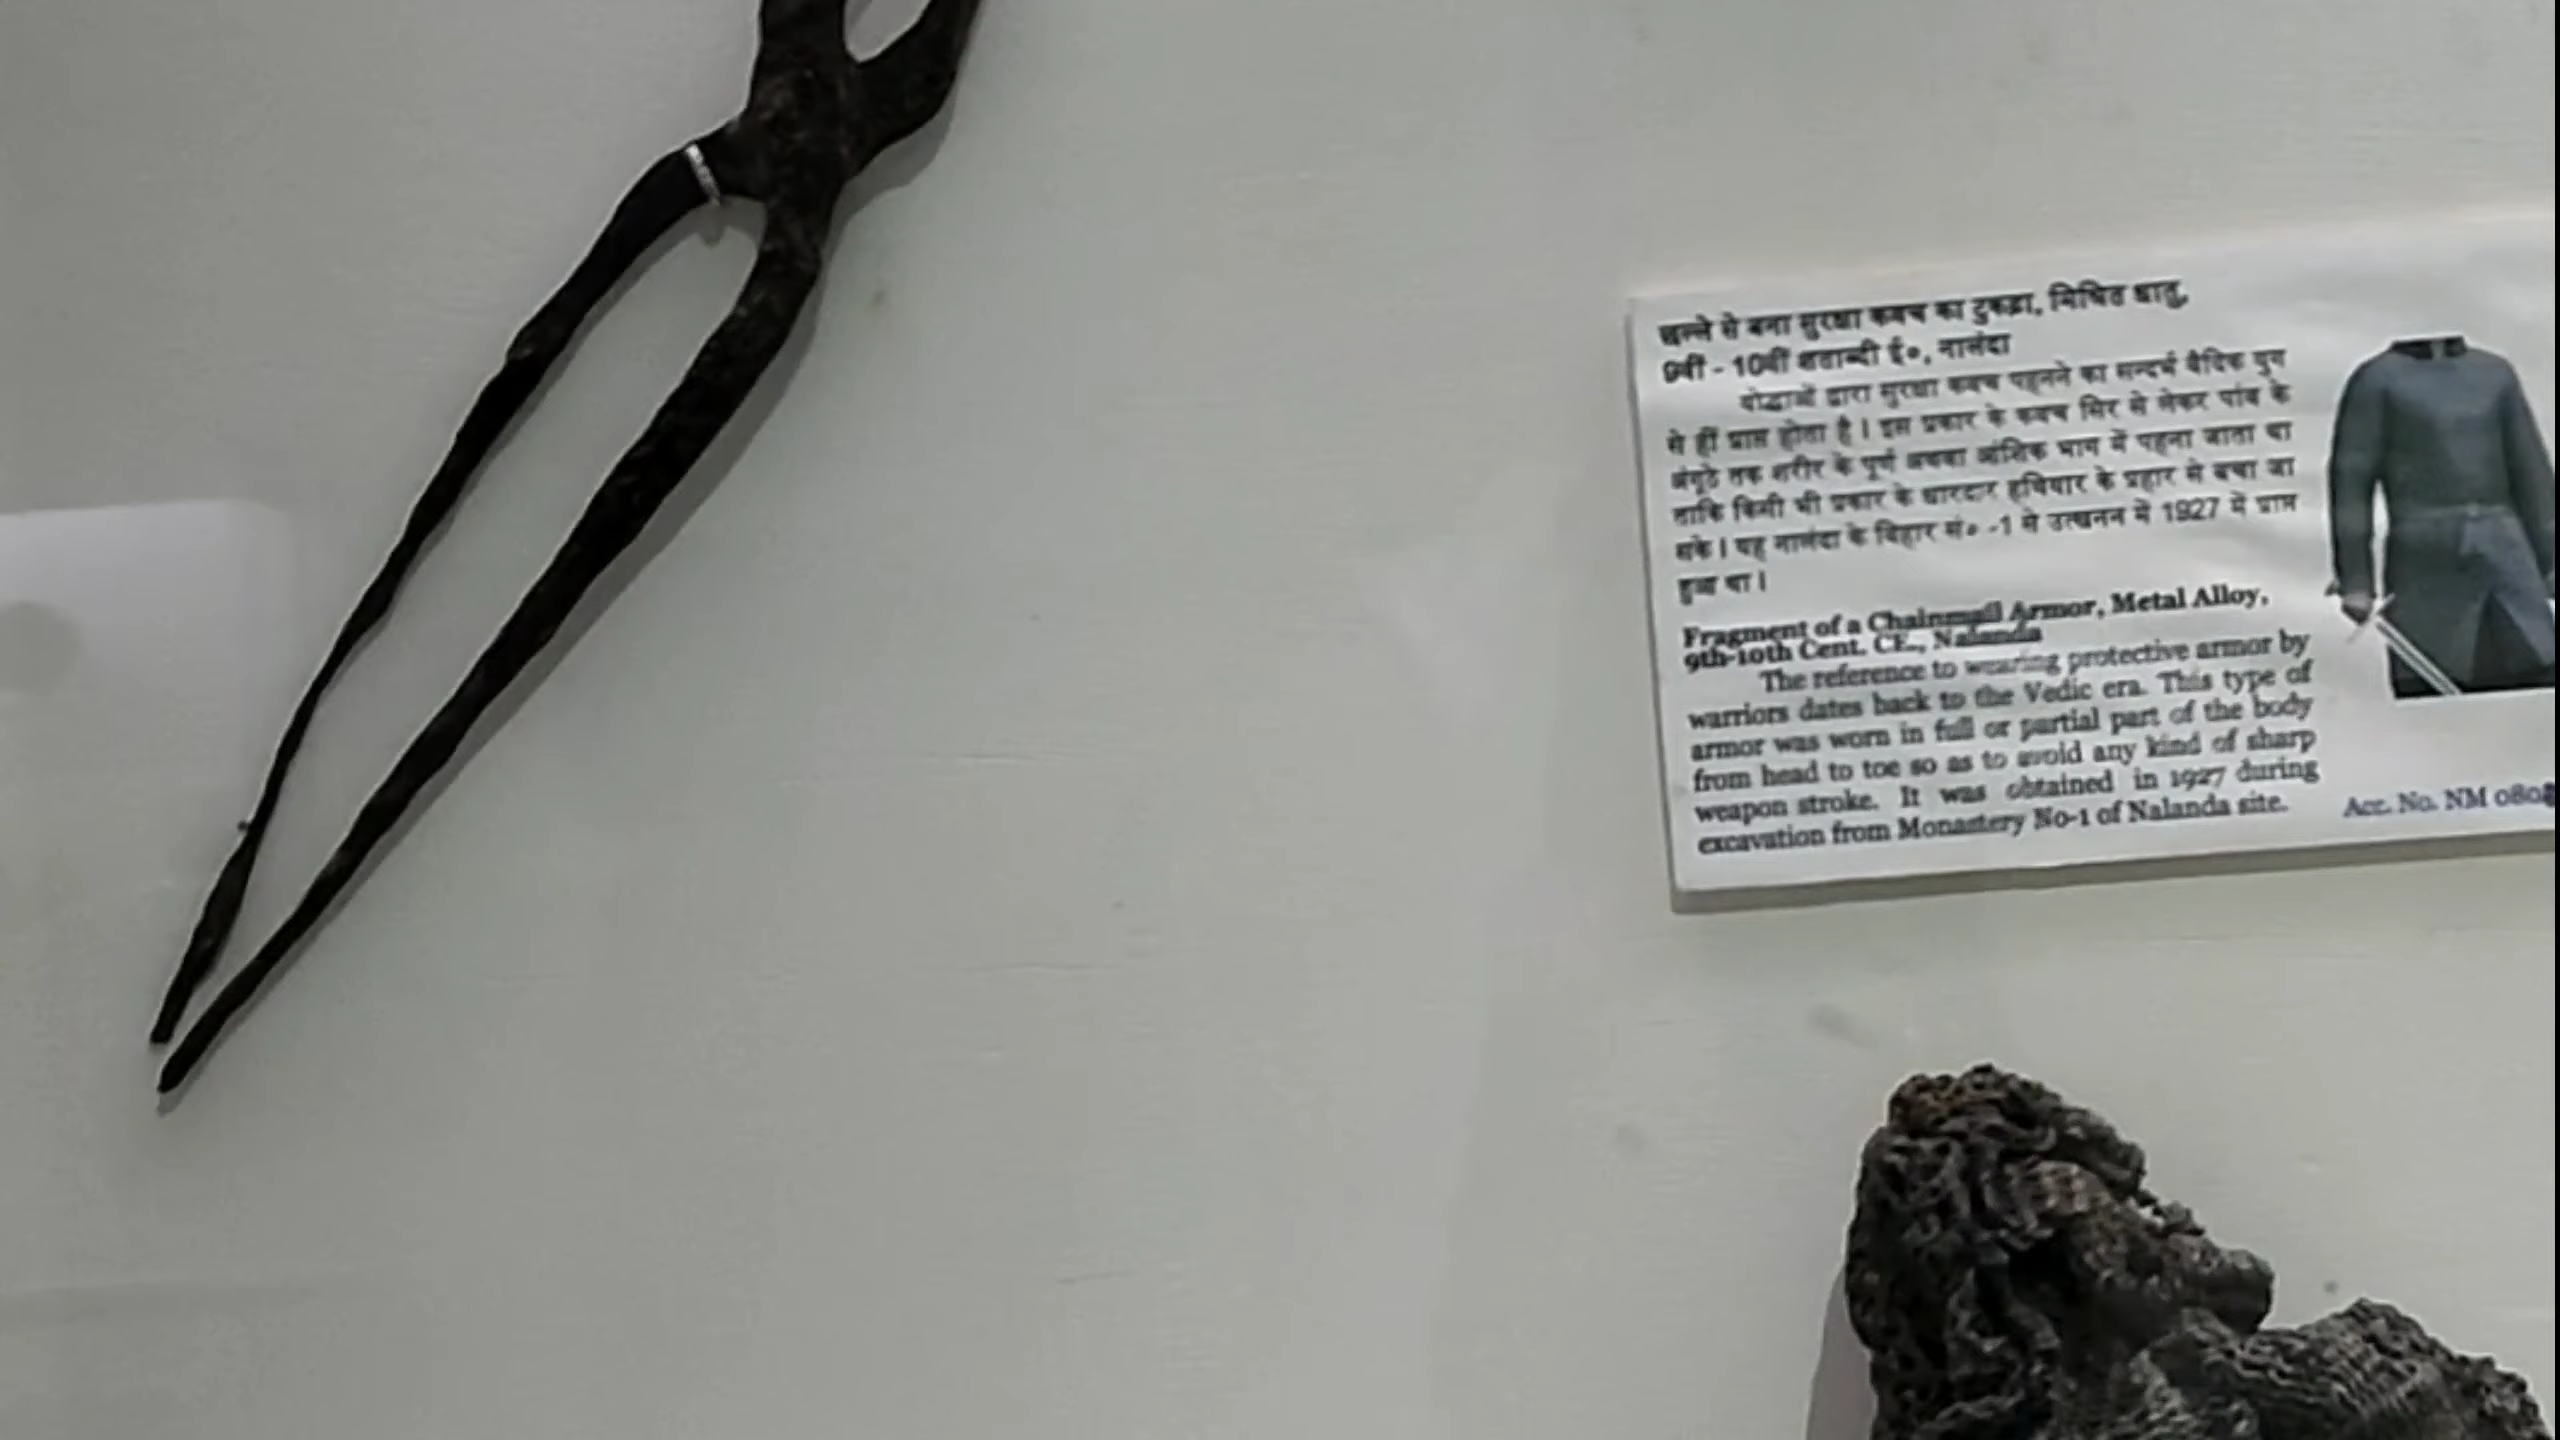 छल्ले से बना सुरक्षा कवच का टुकड़ा, मिश्रित धातु,
9वीं - 10वीं शताब्दी ई०, नालंदा
योद्धाओं द्वारा सुरक्षा कवच पहनने का सन्दर्भ वैदिक युग
से हीं प्राप्त होता है। इस प्रकार के कवच सिर से लेकर पांव के
अंगूठे तक शरीर के पूर्ण अथवा आंशिक भाग में पहना जाता था
ताकि किसी भी प्रकार के धारदार हथियार के प्रहार से बचा जा
सके। यह नालंदा के विहार सं० -1 से उत्खनन में 1927 में प्राप्त
हुआ था।
Fragment of a Chainmail Armor, Metal Alloy,
9th-10th Cent. CE., Nalanda
The reference to wearing protective armor by
warriors dates back to the Vedic era. This type of
armor was worn in full or partial part of the body
from head to toe so as to avoid any kind of sharp
weapon stroke. It was obtained in 1927 during
excavation from Monastery No-1 of Nalanda site.
Acc. No. NM